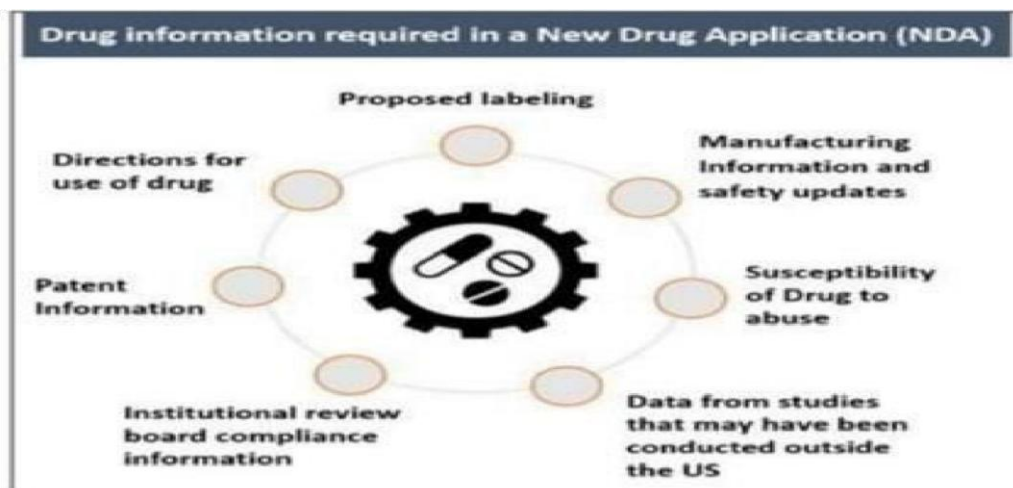 Drug information required in a New Drug Application (NDA)
Proposed labeling
Manufacturing
Information and
safety updates
Susceptibility
of Drug to
abuse
Data from studies
that may have been
conducted outside
the US
Institutional review
board compliance
information
Patent
Information
Directions for
use of drug